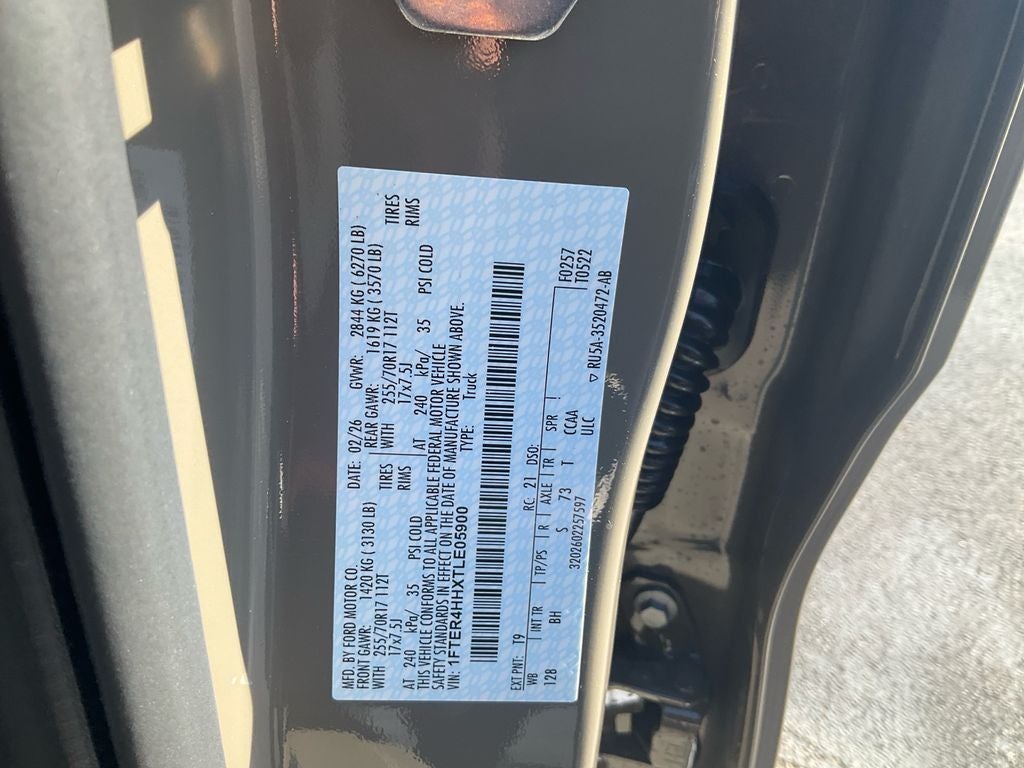 MFD. BY FORD MOTOR CO. DATE: 02/26 GVWR: 2844 KG ( 6270 LB)
FRONT GAWR: 1420 KG ( 3130 LB) REAR GAWR: 1619 KG ( 3570 LB)
WITH 255/70R17 112T TIRES WITH 255/70R17 112T TIRES
17x7.5J RIMS 17x7.5J RIMS
AT 240 kPa/ 35 PSI COLD AT 240 kPa/ 35 PSI COLD
THIS VEHICLE CONFORMS TO ALL APPLICABLE FEDERAL MOTOR VEHICLE
SAFETY STANDARDS IN EFFECT ON THE DATE OF MANUFACTURE SHOWN ABOVE.
VIN: 1FTER4HHXTLE05900 TYPE: Truck
EXT PNT: T9 RC: 21 DSO: F0257
WB INT TR TP/PS R AXLE TR SPR T0522
128 BH S 73 T CCAA
UJC
3202602257597 RU5A-3520472-AB